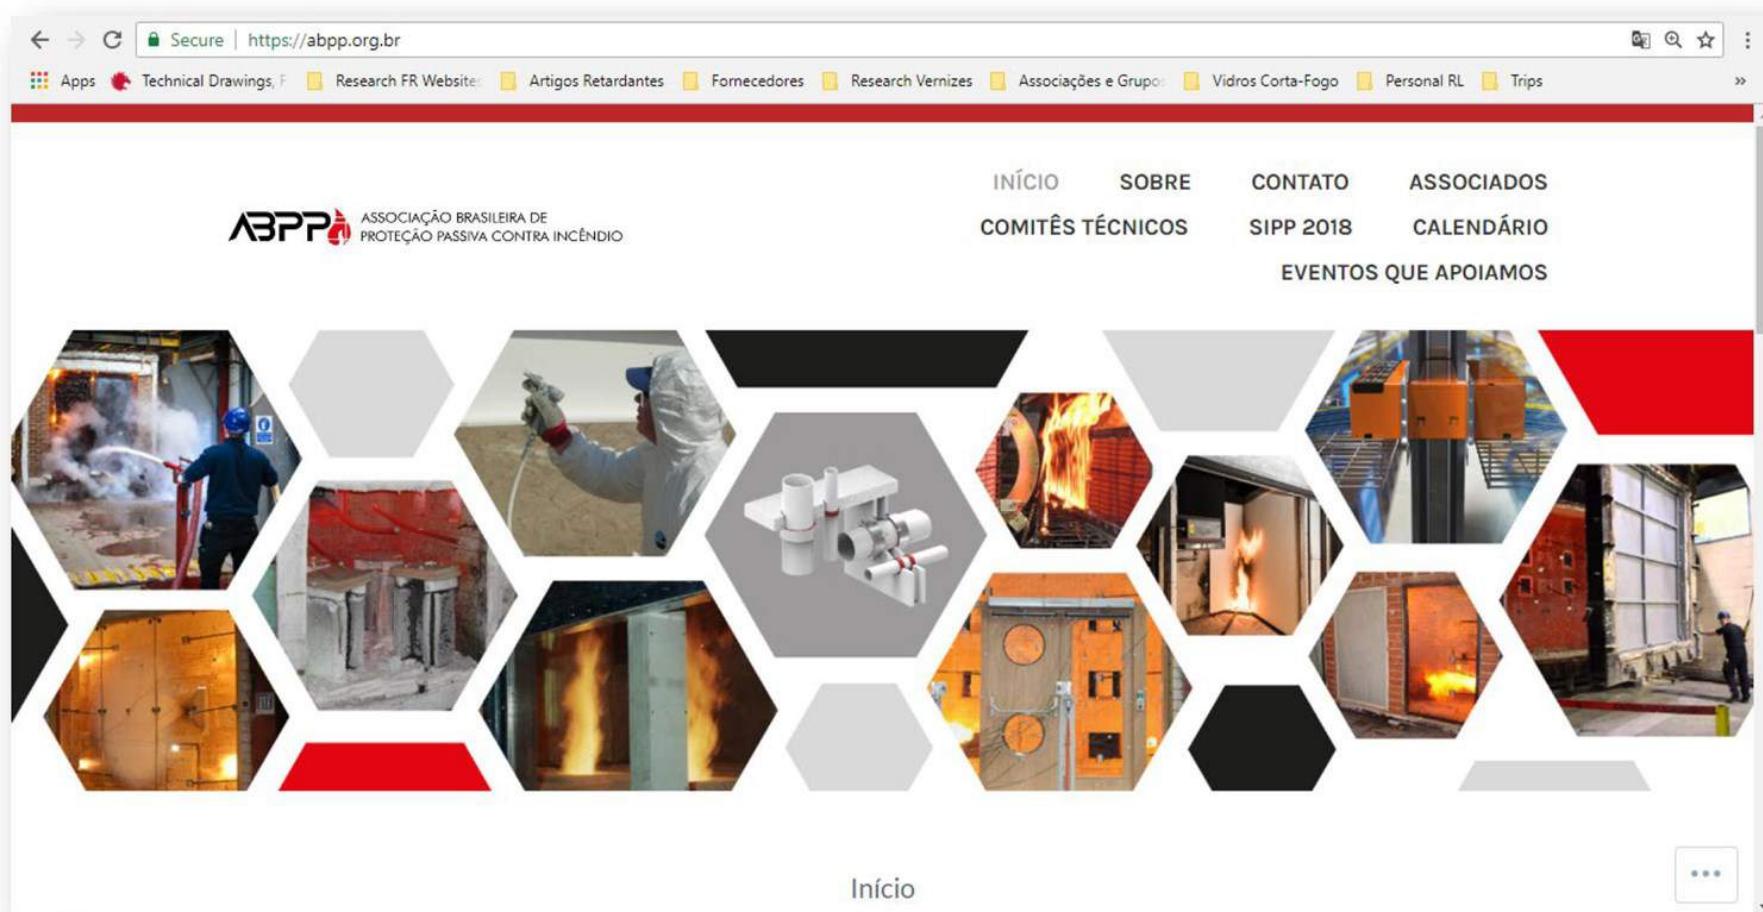 Secure | https://abpp.org.br
Apps Technical Drawings, F Research FR Website Artigos Retardantes Fornecedores Research Vernizes Associações e Grupo Vidros Corta-Fogo Personal RL Trips »
INÍCIO SOBRE CONTATO ASSOCIADOS
COMITÊS TÉCNICOS SIPP 2018 CALENDÁRIO
EVENTOS QUE APOIAMOS
ABPP ASSOCIAÇÃO BRASILEIRA DE
PROTEÇÃO PASSIVA CONTRA INCÊNDIO
Início